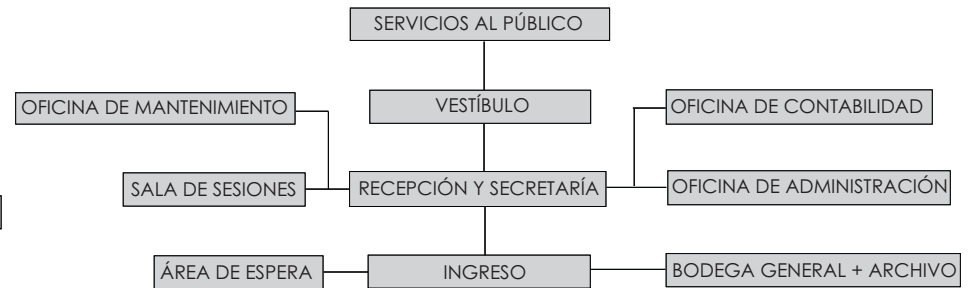 SERVICIOS AL PÚBLICO
OFICINA DE MANTENIMIENTO
VESTÍBULO
OFICINA DE CONTABILIDAD
SALA DE SESIONES
RECEPCIÓN Y SECRETARÍA
OFICINA DE ADMINISTRACIÓN
ÁREA DE ESPERA
INGRESO
BODEGA GENERAL + ARCHIVO